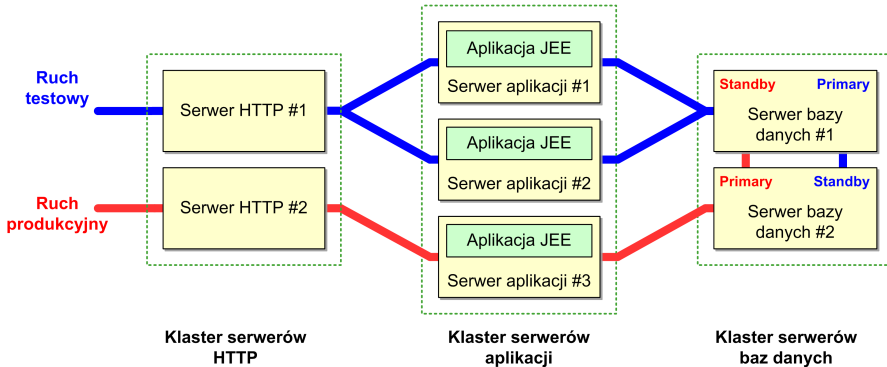 Ruch
testowy
Ruch
produkcyjny
Serwer HTTP #1
Serwer HTTP #2
Klaster serwerów
HTTP
Aplikacja JEE
Serwer aplikacji #1
Aplikacja JEE
Serwer aplikacji #2
Aplikacja JEE
Serwer aplikacji #3
Klaster serwerów
aplikacji
Standby Primary
Serwer bazy
danych #1
Primary Standby
Serwer bazy
danych #2
Klaster serwerów
baz danych